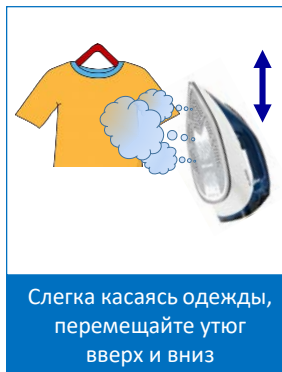 Слегка касаясь одежды,
перемещайте утюг
вверх и вниз